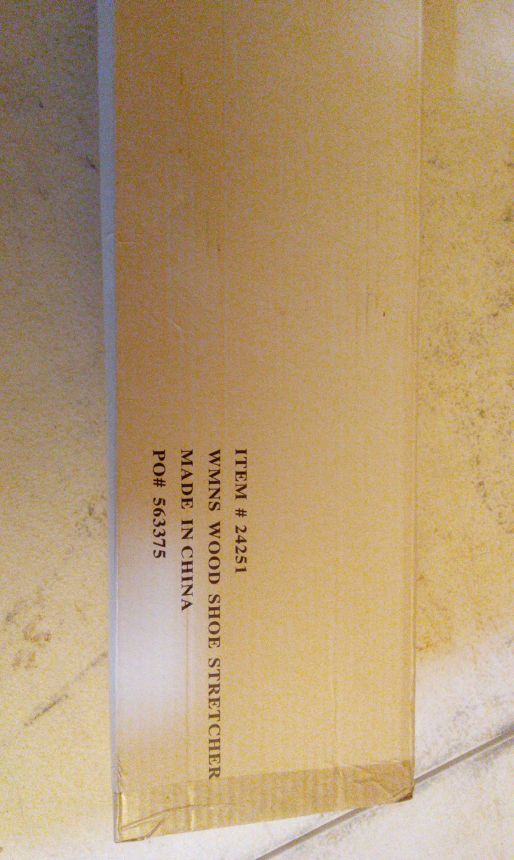 ITEM # 24251
WMNS WOOD SHOE STRETCHER
MADE IN CHINA
PO# 563375